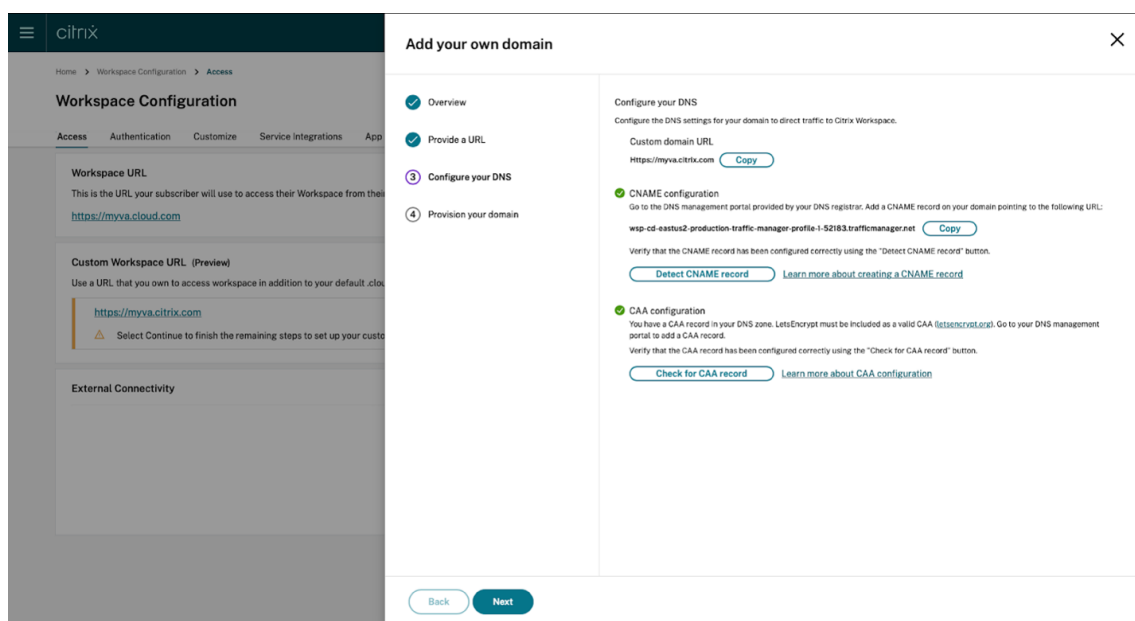 citrix
Home > Workspace Configuration > Access
Workspace Configuration
Access Authentication Customize Service Integrations App
Workspace URL
This is the URL your subscriber will use to access their Workspace from thei
https://myva.cloud.com
Custom Workspace URL (Preview)
Use a URL that you own to access workspace in addition to your default .clou
https://myva.citrix.com
Select Continue to finish the remaining steps to set up your custo
External Connectivity
Add your own domain
Overview
Provide a URL
3 Configure your DNS
4 Provision your domain
Configure your DNS
Configure the DNS settings for your domain to direct traffic to Citrix Workspace.
Custom domain URL
Https://myva.citrix.com Copy
CNAME configuration
Go to the DNS management portal provided by your DNS registrar. Add a CNAME record on your domain pointing to the following URL:
wsp-cd-eastus2-production-traffic-manager-profile-1-52183.trafficmanager.net Copy
Verify that the CNAME record has been configured correctly using the "Detect CNAME record" button.
Detect CNAME record Learn more about creating a CNAME record
CAA configuration
You have a CAA record in your DNS zone. LetsEncrypt must be included as a valid CAA (letsencrypt.org). Go to your DNS management
portal to add a CAA record.
Verify that the CAA record has been configured correctly using the "Check for CAA record" button.
Check for CAA record Learn more about CAA configuration
Back Next